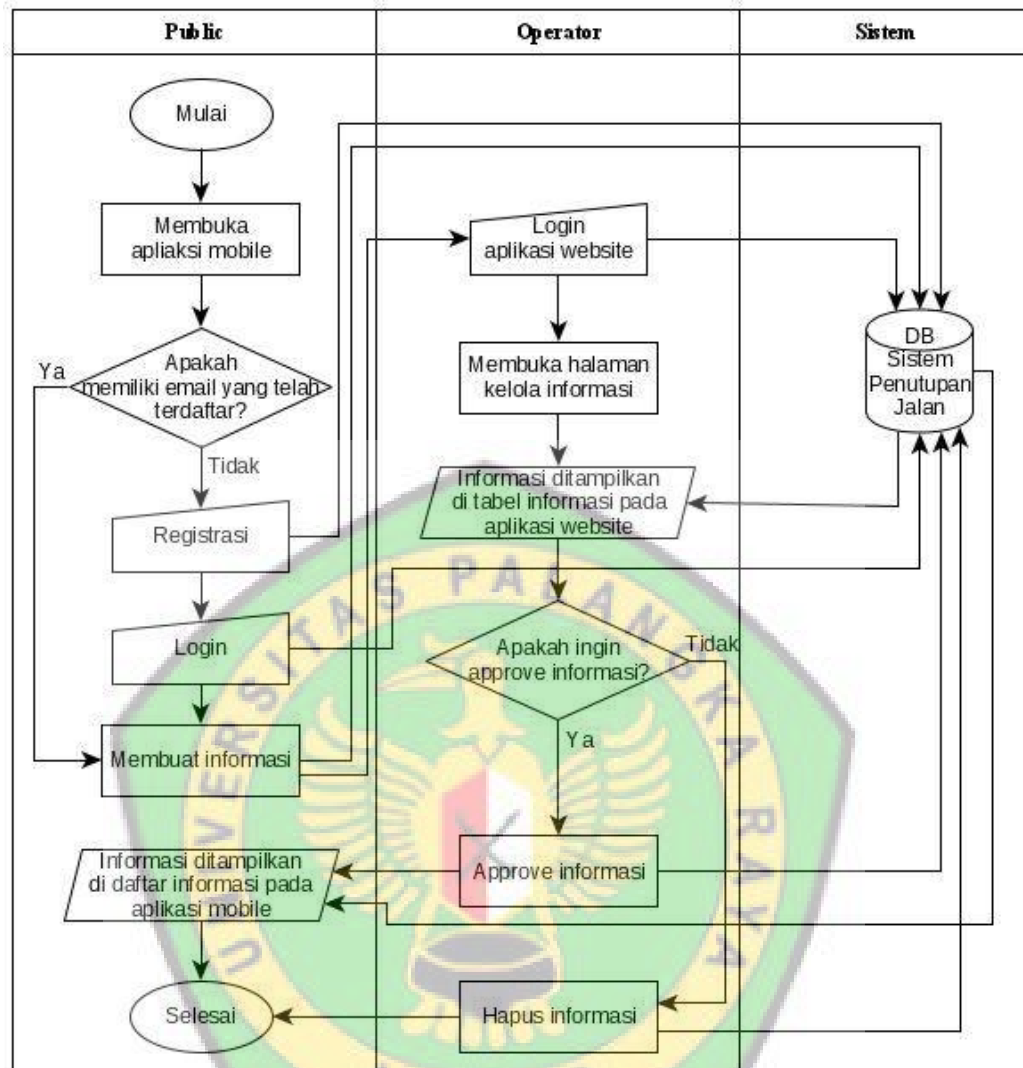 Public
Operator
Sistem
Mulai
Membuka
apliaksi mobile
Apakah
memiliki email yang telah
terdaftar?
Ya
Tidak
Registrasi
Login
Membuat informasi
Informasi ditampilkan
di daftar informasi pada
aplikasi mobile
Selesai
Login
aplikasi website
Membuka halaman
kelola informasi
Informasi ditampilkan
di tabel informasi pada
aplikasi website
Apakah ingin
approve informasi?
Tidak
Ya
Approve informasi
Hapus informasi
DB
Sistem
Penutupan
Jalan
UNIVERSITAS PALANGKA RAYA